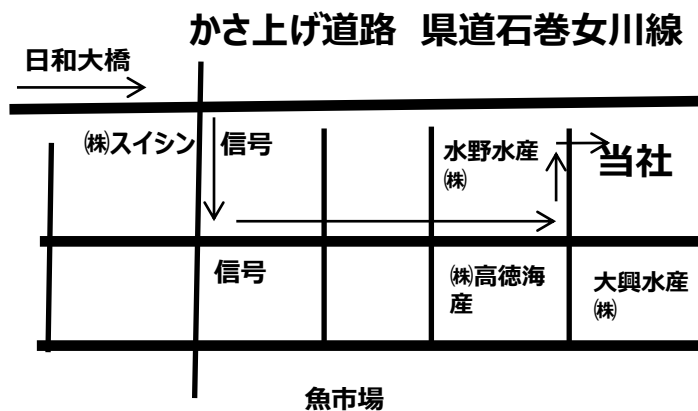 かさ上げ道路 県道石巻女川線
日和大橋
㈱スイシン
信号
水野水産
㈱
当社
信号
㈱高徳海
産
大興水産
㈱
魚市場